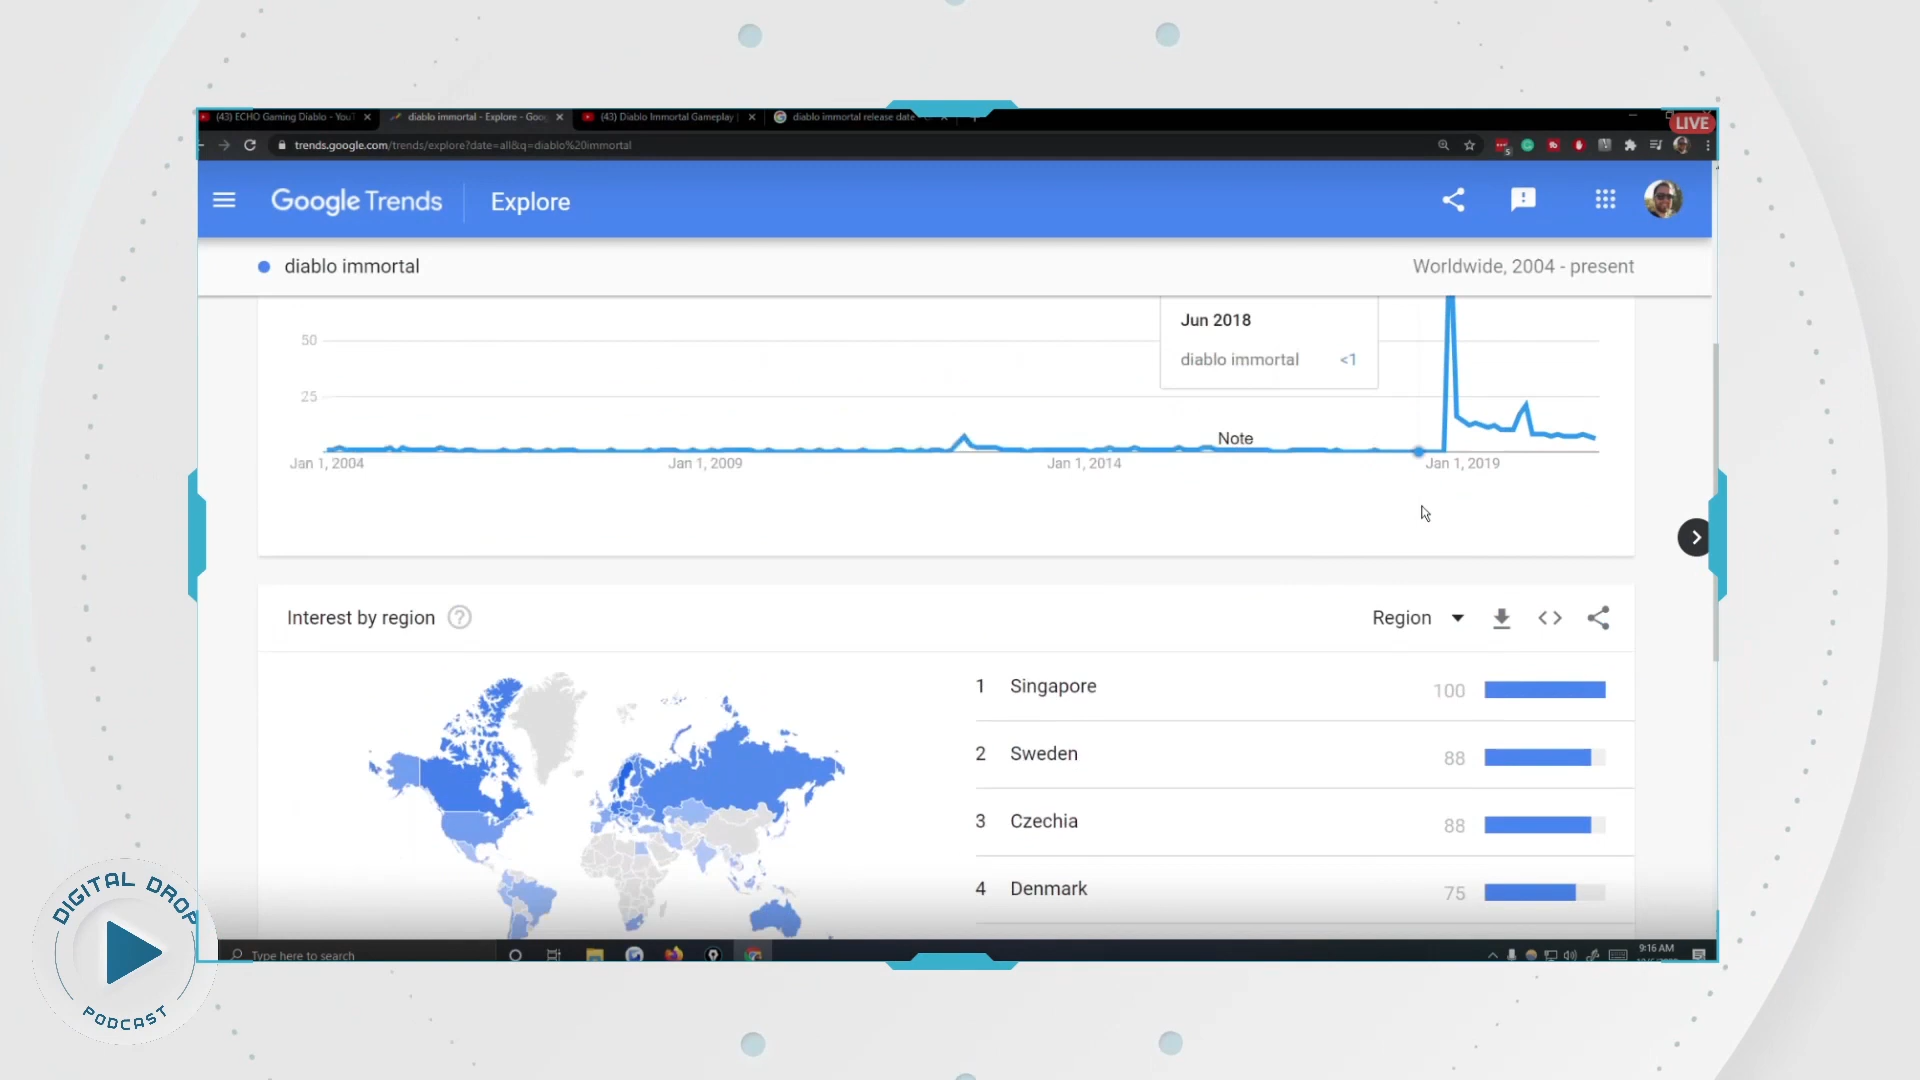 (43) ECHO Gaming Diablo - YouT
diablo immortal - Explore - Goog
(43) Diablo Immortal Gameplay |
diablo immortal release date
LIVE
trends.google.com/trends/explore?date=all&q=diablo%20immortal
Google Trends
Explore
diablo immortal
Worldwide, 2004 - present
Jun 2018
diablo immortal <1
50
25
Note
Jan 1, 2004
Jan 1, 2009
Jan 1, 2014
Jan 1, 2019
Interest by region
Region
1 Singapore 100
2 Sweden 88
3 Czechia 88
4 Denmark 75
Type here to search
9:16 AM
DIGITAL DROP
PODCAST